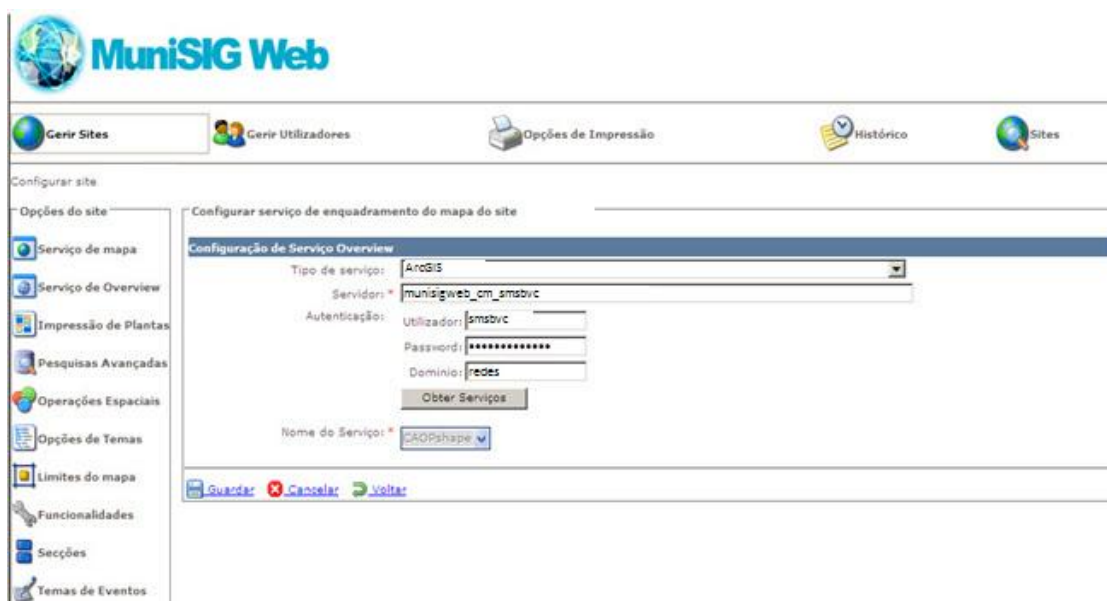 MuniSIG Web
Gerir Sites
Gerir Utilizadores
Opções de Impressão
Histórico
Sites
Configurar site
Opções do site
Serviço de mapa
Serviço de Overview
Impressão de Plantas
Pesquisas Avançadas
Operações Espaciais
Opções de Temas
Limites do mapa
Funcionalidades
Secções
Temas de Eventos
Configurar serviço de enquadramento do mapa do site
Configuração de Serviço Overview
Tipo de serviço: ArcGIS
Servidor: * munisigweb_cm_smsbvc
Autenticação: Utilizador: smsbvc
Password: •••••••••••••
Dominio: redes
Obter Serviços
Nome do Serviço: * CAOPshape
Guardar Cancelar Voltar